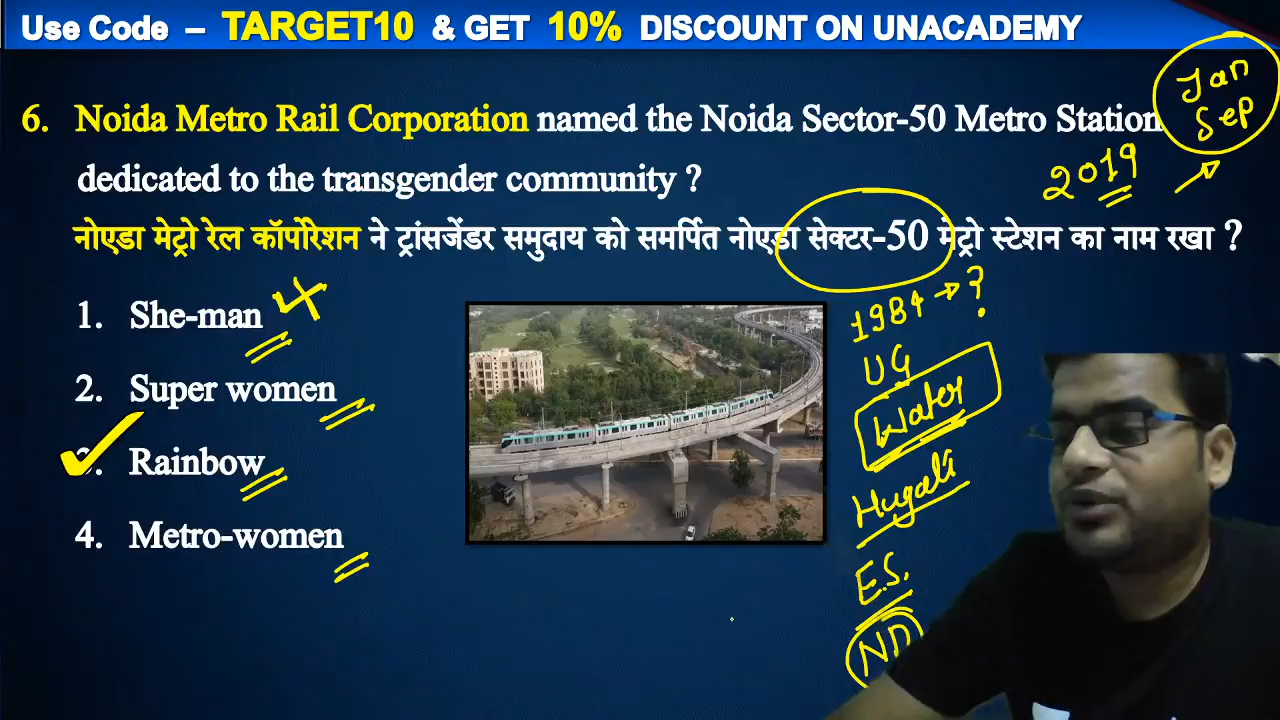 Use Code – TARGET10 & GET 10% DISCOUNT ON UNACADEMY
Jan
Sep
6. Noida Metro Rail Corporation named the Noida Sector-50 Metro Station
dedicated to the transgender community ?
2019
नोएडा मेट्रो रेल कॉर्पोरेशन ने ट्रांसजेंडर समुदाय को समर्पित नोएडा सेक्टर-50 मेट्रो स्टेशन का नाम रखा ?
1. She-man
2. Super women
3. Rainbow
4. Metro-women
1984 → ?
UG
Water
Hugali
E.S.
ND